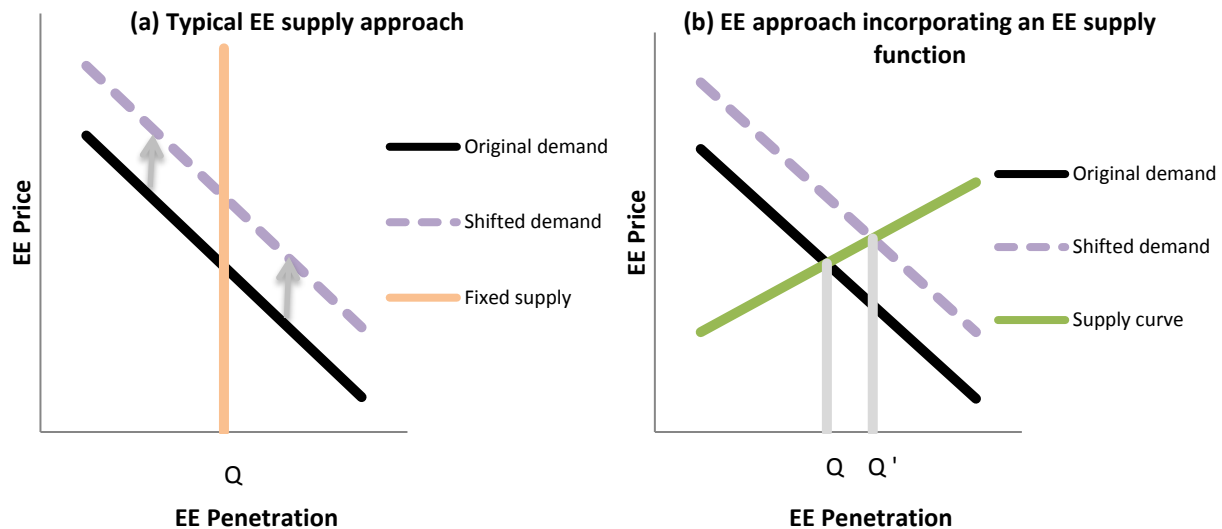 (a) Typical EE supply approach
EE Price
Original demand
Shifted demand
Fixed supply
Q
EE Penetration
(b) EE approach incorporating an EE supply
function
EE Price
Original demand
Shifted demand
Supply curve
Q Q '
EE Penetration